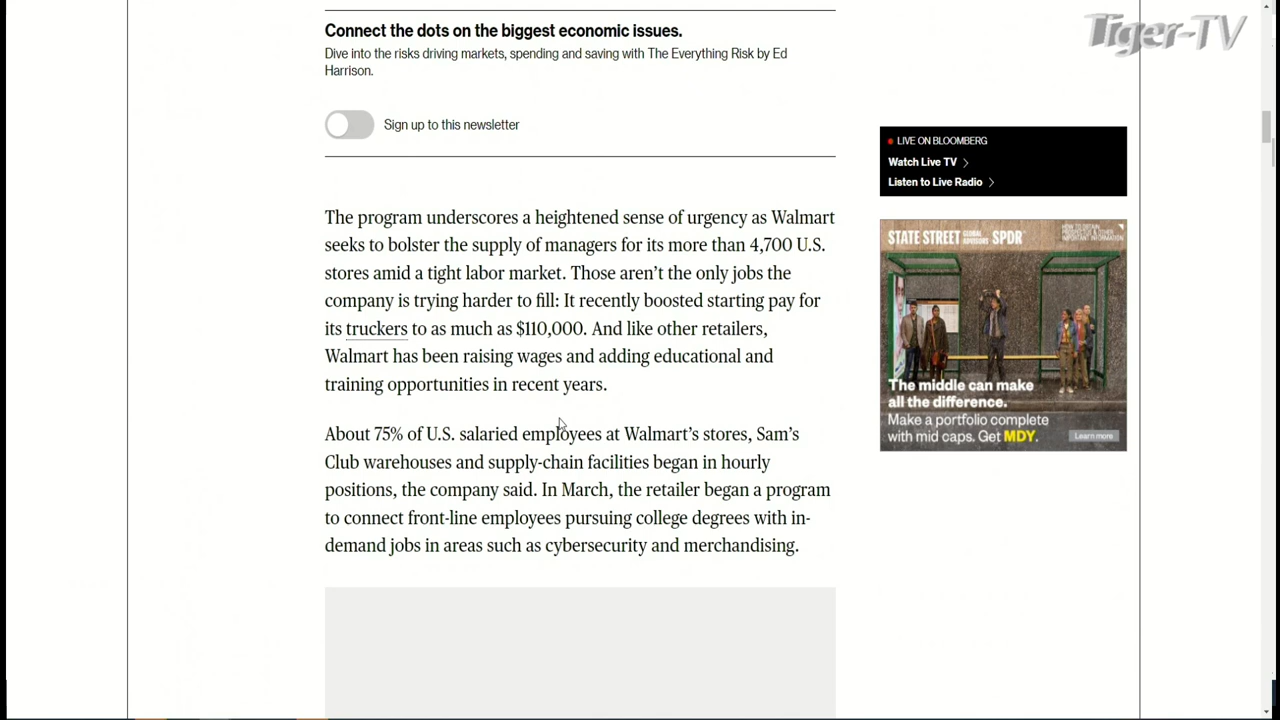 Tiger-TV
Connect the dots on the biggest economic issues.
Dive into the risks driving markets, spending and saving with The Everything Risk by Ed
Harrison.
Sign up to this newsletter
The program underscores a heightened sense of urgency as Walmart
seeks to bolster the supply of managers for its more than 4,700 U.S.
stores amid a tight labor market. Those aren't the only jobs the
company is trying harder to fill: It recently boosted starting pay for
its truckers to as much as $110,000. And like other retailers,
Walmart has been raising wages and adding educational and
training opportunities in recent years.
About 75% of U.S. salaried employees at Walmart's stores, Sam's
Club warehouses and supply-chain facilities began in hourly
positions, the company said. In March, the retailer began a program
to connect front-line employees pursuing college degrees with in-
demand jobs in areas such as cybersecurity and merchandising.
LIVE ON BLOOMBERG
Watch Live TV
Listen to Live Radio
STATE STREET GLOBAL ADVISORS SPDR
HOW TO OBTAIN
PROSPECTUS & OTHER
IMPORTANT INFORMATION
The middle can make
all the difference.
Make a portfolio complete
with mid caps. Get MDY.
Learn more